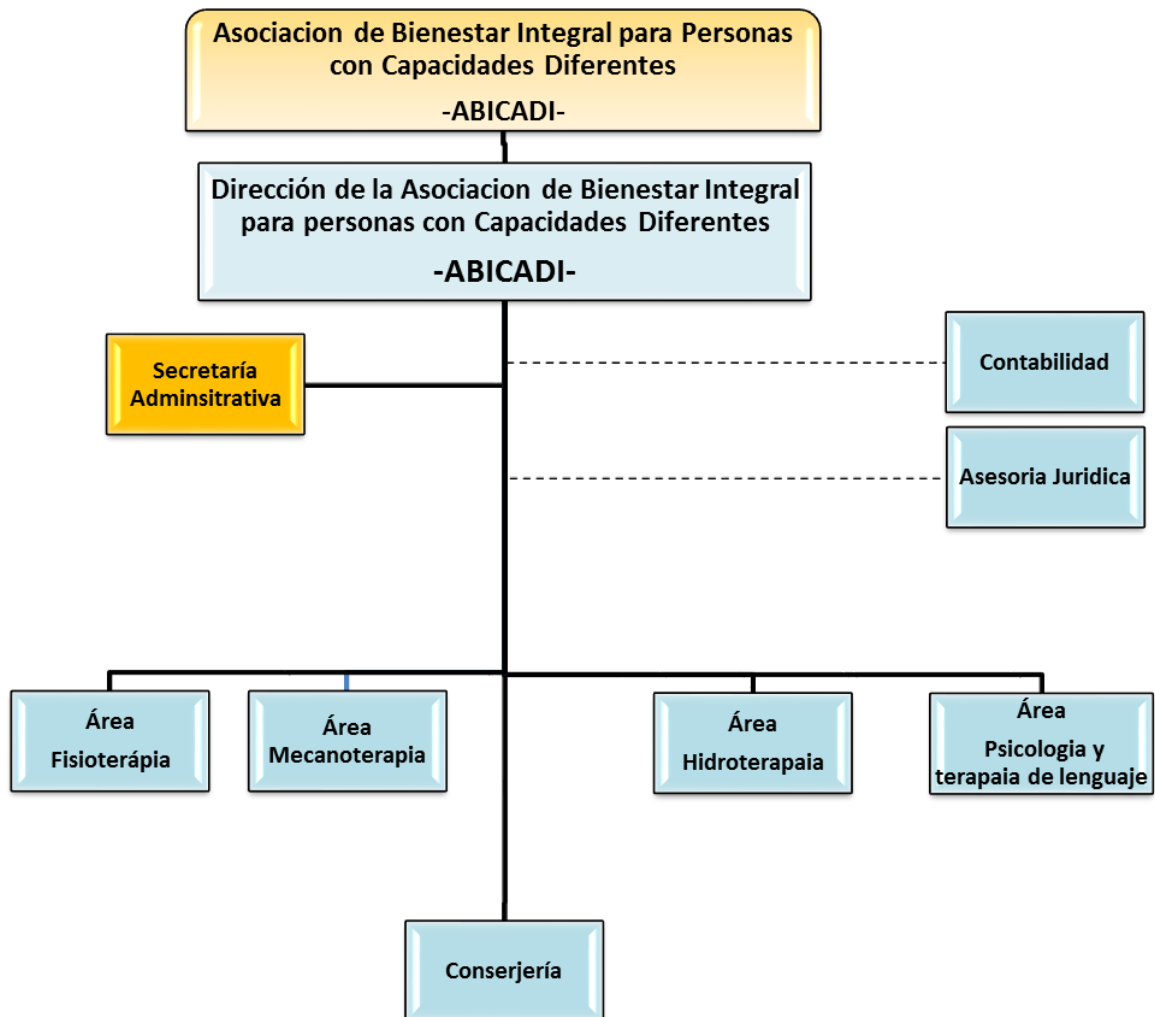 Asociacion de Bienestar Integral para Personas
con Capacidades Diferentes
-ABICADI-
Dirección de la Asociacion de Bienestar Integral
para personas con Capacidades Diferentes
-ABICADI-
Secretaría
Adminsitrativa
Contabilidad
Asesoria Juridica
Área
Fisioterápia
Área
Mecanoterapia
Área
Hidroterapaia
Área
Psicologia y
terapaia de lenguaje
Conserjería